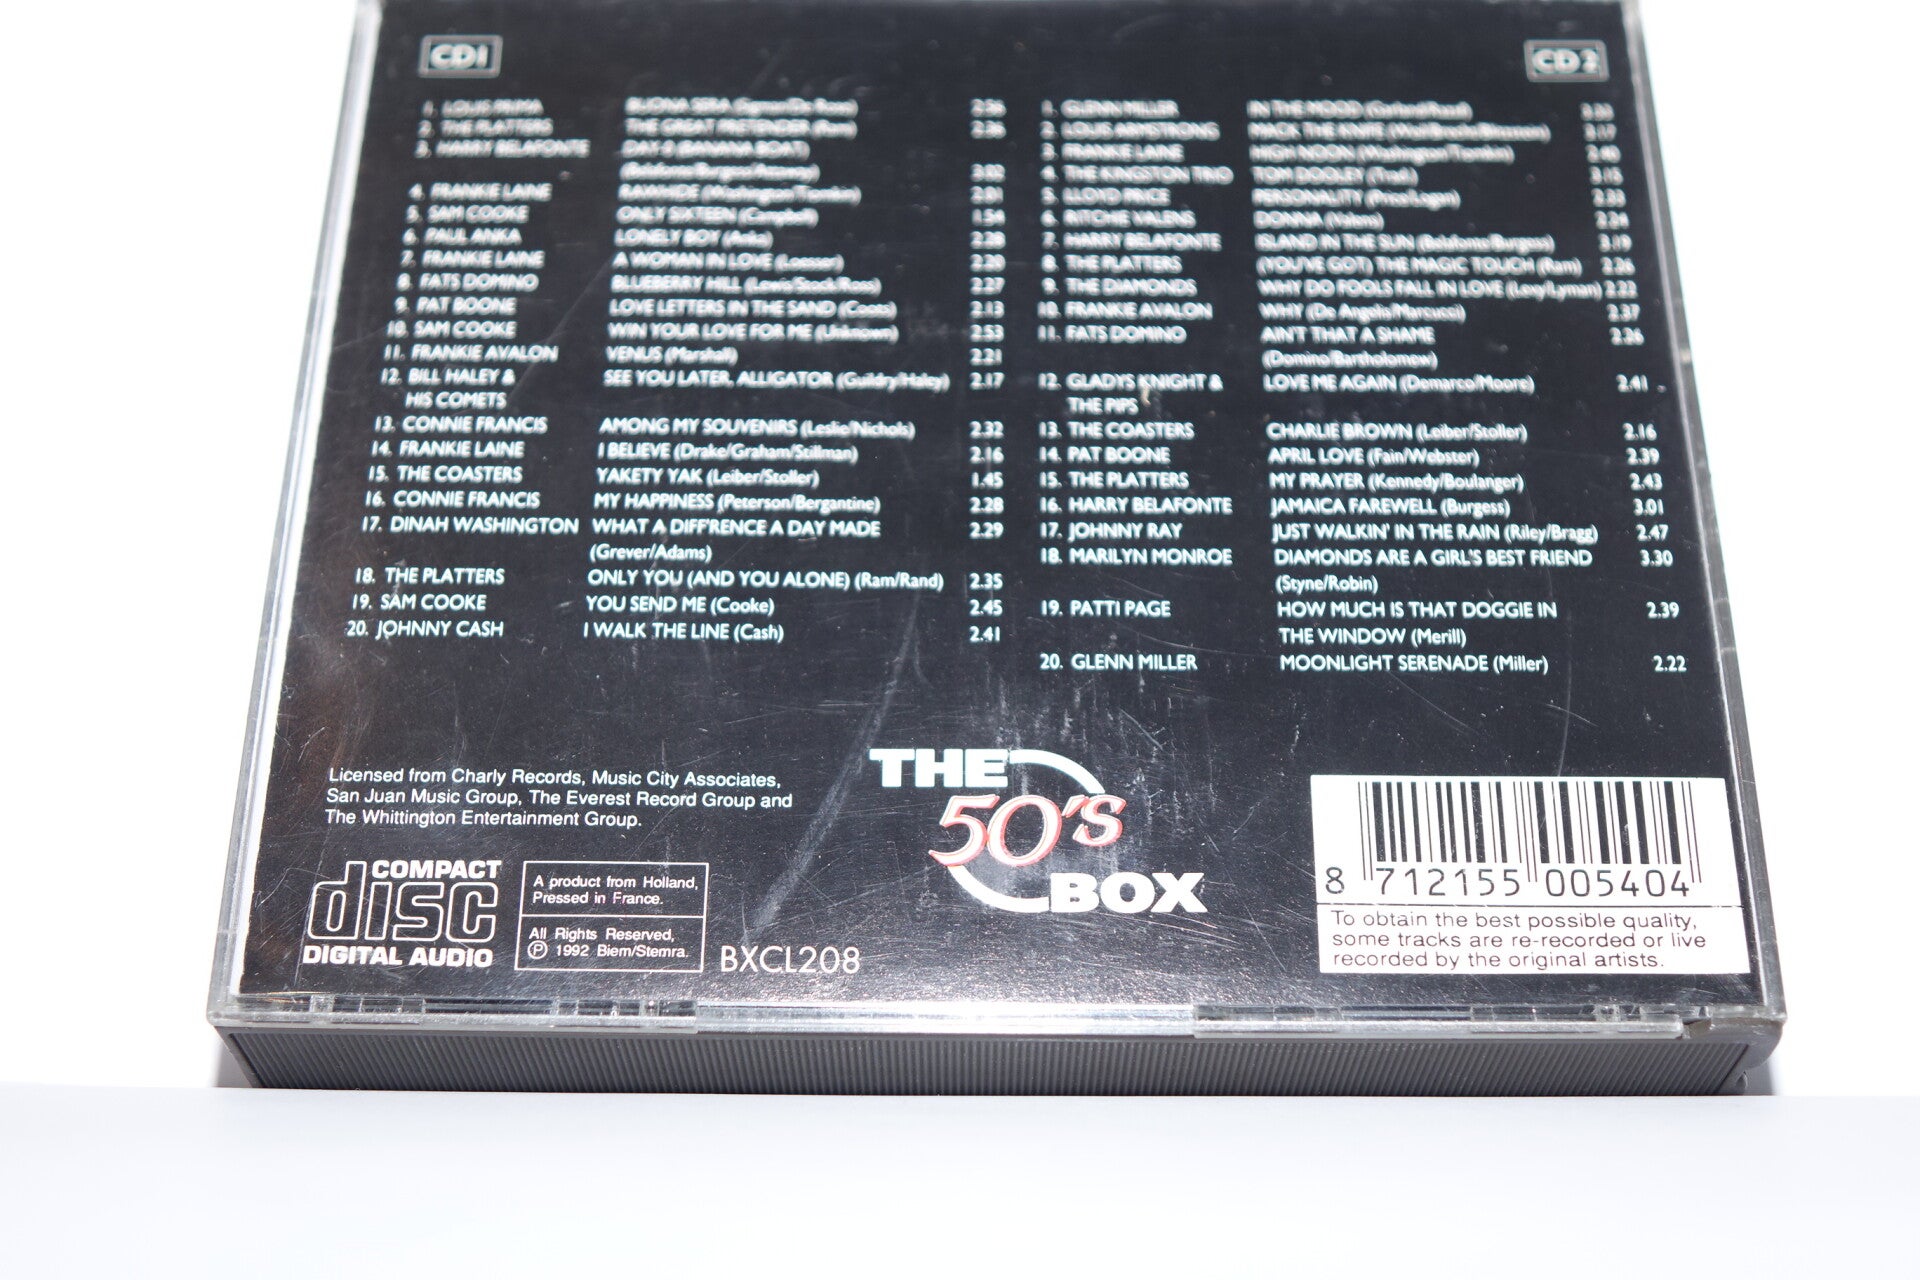 CD1
1. LOUIS PRIMA BUONA SERA
2. THE PLATTERS THE GREAT PRETENDER (Ram) 2.36
3. HARRY BELAFONTE DAY-O (BANANA BOAT)
(Belafonte/Burgess/Attaway) 3.02
4. FRANKIE LAINE RAWHIDE (Washington/Tiomkin) 2.01
5. SAM COOKE ONLY SIXTEEN (Campbell) 1.54
6. PAUL ANKA LONELY BOY (Anka) 2.28
7. FRANKIE LAINE A WOMAN IN LOVE (Loesser) 2.20
8. FATS DOMINO BLUEBERRY HILL (Lewis/Stock/Ross) 2.27
9. PAT BOONE LOVE LETTERS IN THE SAND (Coots) 2.13
10. SAM COOKE WIN YOUR LOVE FOR ME (Unknown) 2.53
11. FRANKIE AVALON VENUS (Marshall) 2.21
12. BILL HALEY & SEE YOU LATER, ALLIGATOR (Guildry/Haley) 2.17
HIS COMETS
13. CONNIE FRANCIS AMONG MY SOUVENIRS (Leslie/Nichols) 2.32
14. FRANKIE LAINE I BELIEVE (Drake/Graham/Stillman) 2.16
15. THE COASTERS YAKETY YAK (Leiber/Stoller) 1.45
16. CONNIE FRANCIS MY HAPPINESS (Peterson/Bergantine) 2.28
17. DINAH WASHINGTON WHAT A DIFF'RENCE A DAY MADE 2.29
(Grever/Adams)
18. THE PLATTERS ONLY YOU (AND YOU ALONE) (Ram/Rand) 2.35
19. SAM COOKE YOU SEND ME (Cooke) 2.45
20. JOHNNY CASH I WALK THE LINE (Cash) 2.41
CD2
1. GLENN MILLER IN THE MOOD (Garland/Razaf)
2. LOUIS ARMSTRONG MACK THE KNIFE (Weill/Brecht/Blitzstein) 3.17
3. FRANKIE LAINE HIGH NOON (Washington/Tiomkin)
4. THE KINGSTON TRIO TOM DOOLEY (Trad.) 3.15
5. LLOYD PRICE PERSONALITY (Price/Logan) 2.33
6. RITCHIE VALENS DONNA (Valens) 2.24
7. HARRY BELAFONTE ISLAND IN THE SUN (Belafonte/Burgess) 3.19
8. THE PLATTERS (YOU'VE GOT) THE MAGIC TOUCH (Ram) 2.26
9. THE DIAMONDS WHY DO FOOLS FALL IN LOVE (Levy/Lyman) 2.22
10. FRANKIE AVALON WHY (De Angelis/Marcucci) 2.37
11. FATS DOMINO AIN'T THAT A SHAME 2.26
(Domino/Bartholomew)
12. GLADYS KNIGHT & LOVE ME AGAIN (Demarco/Moore) 2.41
THE PIPS
13. THE COASTERS CHARLIE BROWN (Leiber/Stoller) 2.16
14. PAT BOONE APRIL LOVE (Fain/Webster) 2.39
15. THE PLATTERS MY PRAYER (Kennedy/Boulanger) 2.43
16. HARRY BELAFONTE JAMAICA FAREWELL (Burgess) 3.01
17. JOHNNY RAY JUST WALKIN' IN THE RAIN (Riley/Bragg) 2.47
18. MARILYN MONROE DIAMONDS ARE A GIRL'S BEST FRIEND 3.30
(Styne/Robin)
19. PATTI PAGE HOW MUCH IS THAT DOGGIE IN 2.39
THE WINDOW (Merill)
20. GLENN MILLER MOONLIGHT SERENADE (Miller) 2.22
Licensed from Charly Records, Music City Associates,
San Juan Music Group, The Everest Record Group and
The Whittington Entertainment Group.
COMPACT
disc
DIGITAL AUDIO
A product from Holland,
Pressed in France.
All Rights Reserved,
Ⓟ 1992 Biem/Stemra.
BXCL208
THE
50'S
BOX
8 712155 005404
To obtain the best possible quality,
some tracks are re-recorded or live
recorded by the original artists.